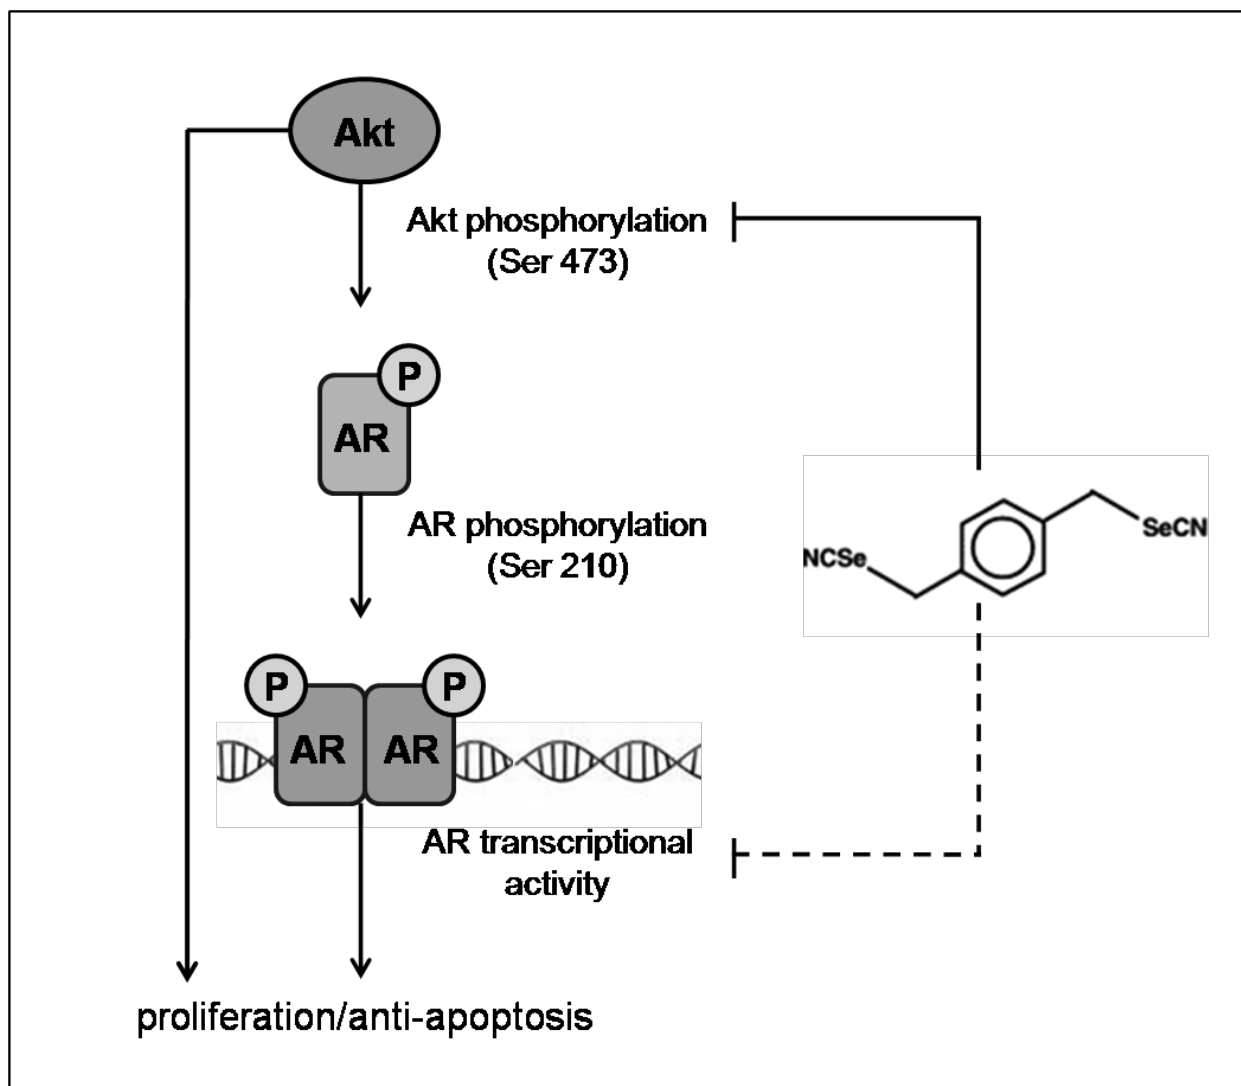 Akt
Akt phosphorylation
(Ser 473)
P
AR
AR phosphorylation
(Ser 210)
NCSe
SeCN
P
P
AR
AR
AR transcriptional
activity
proliferation/anti-apoptosis